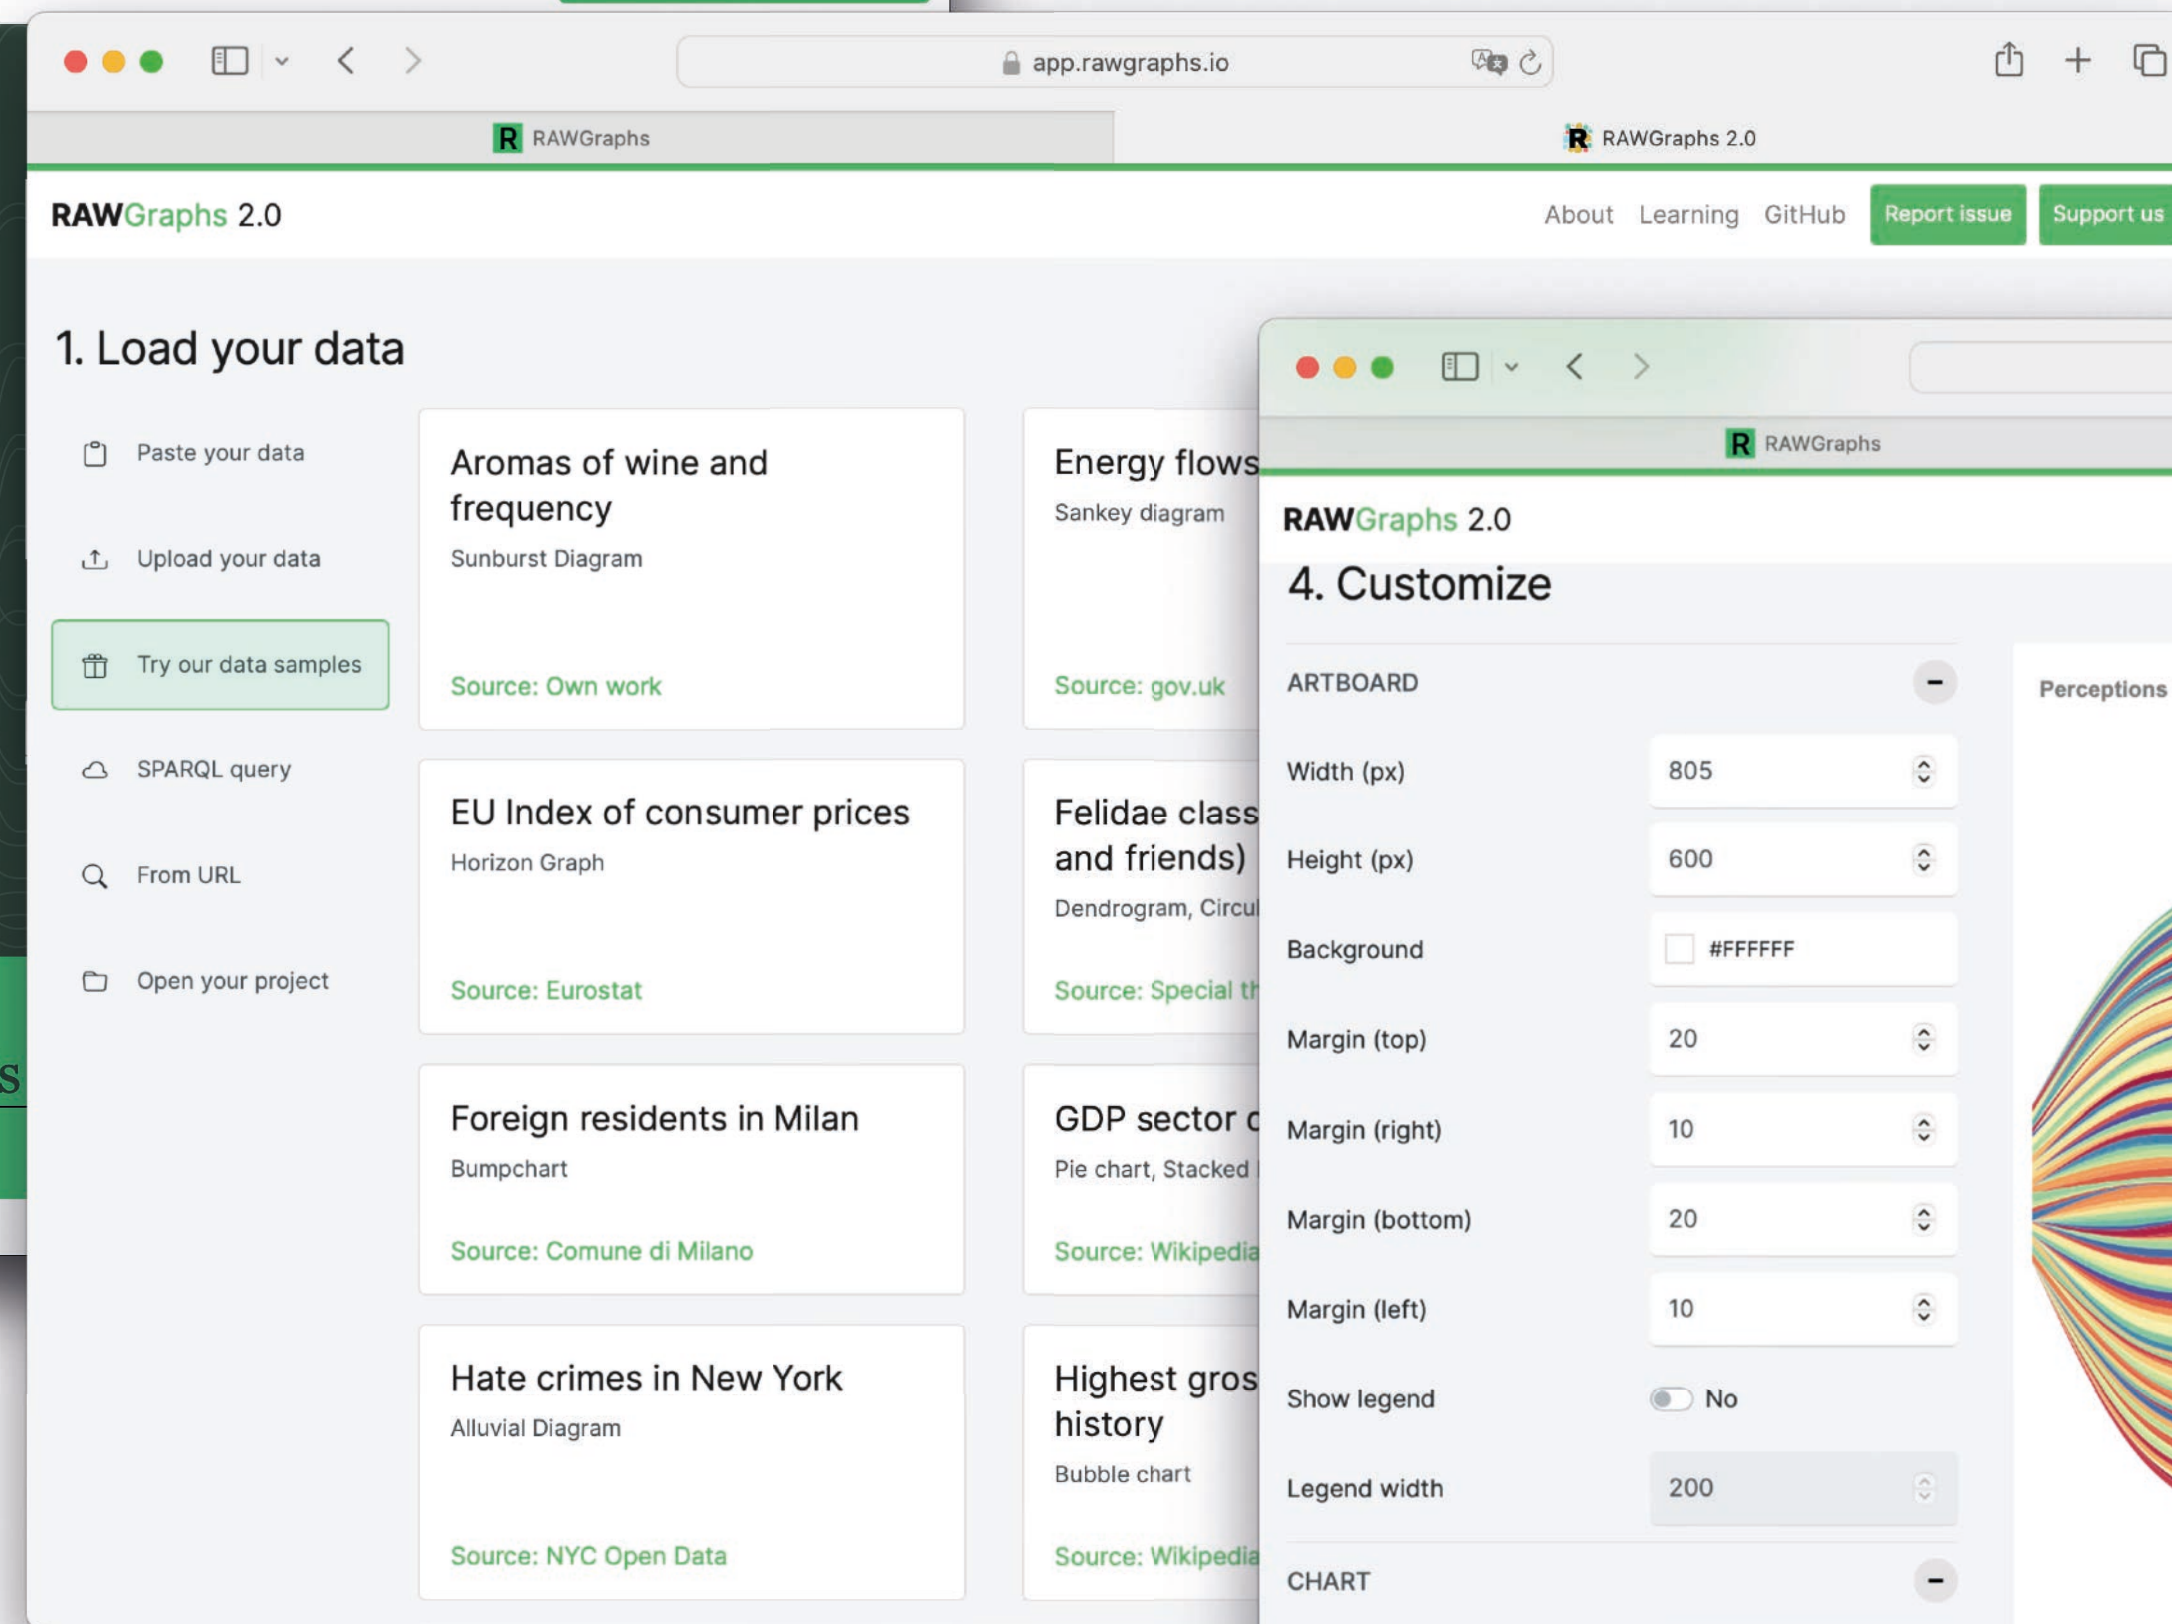 app.rawgraphs.io
RAWGraphs
RAWGraphs 2.0
RAWGraphs 2.0
About Learning GitHub Report issue Support us
1. Load your data
Paste your data
Upload your data
Try our data samples
SPARQL query
From URL
Open your project
Aromas of wine and
frequency
Sunburst Diagram
Source: Own work
Energy flows
Sankey diagram
Source: gov.uk
EU Index of consumer prices
Horizon Graph
Source: Eurostat
Felidae class
and friends)
Dendrogram, Circul
Source: Special th
Foreign residents in Milan
Bumpchart
Source: Comune di Milano
GDP sector
Pie chart, Stacked
Source: Wikipedia
Hate crimes in New York
Alluvial Diagram
Source: NYC Open Data
Highest gros
history
Bubble chart
Source: Wikipedia
RAWGraphs
RAWGraphs 2.0
4. Customize
ARTBOARD
Width (px) 805
Height (px) 600
Background #FFFFFF
Margin (top) 20
Margin (right) 10
Margin (bottom) 20
Margin (left) 10
Show legend No
Legend width 200
CHART
Perceptions
s